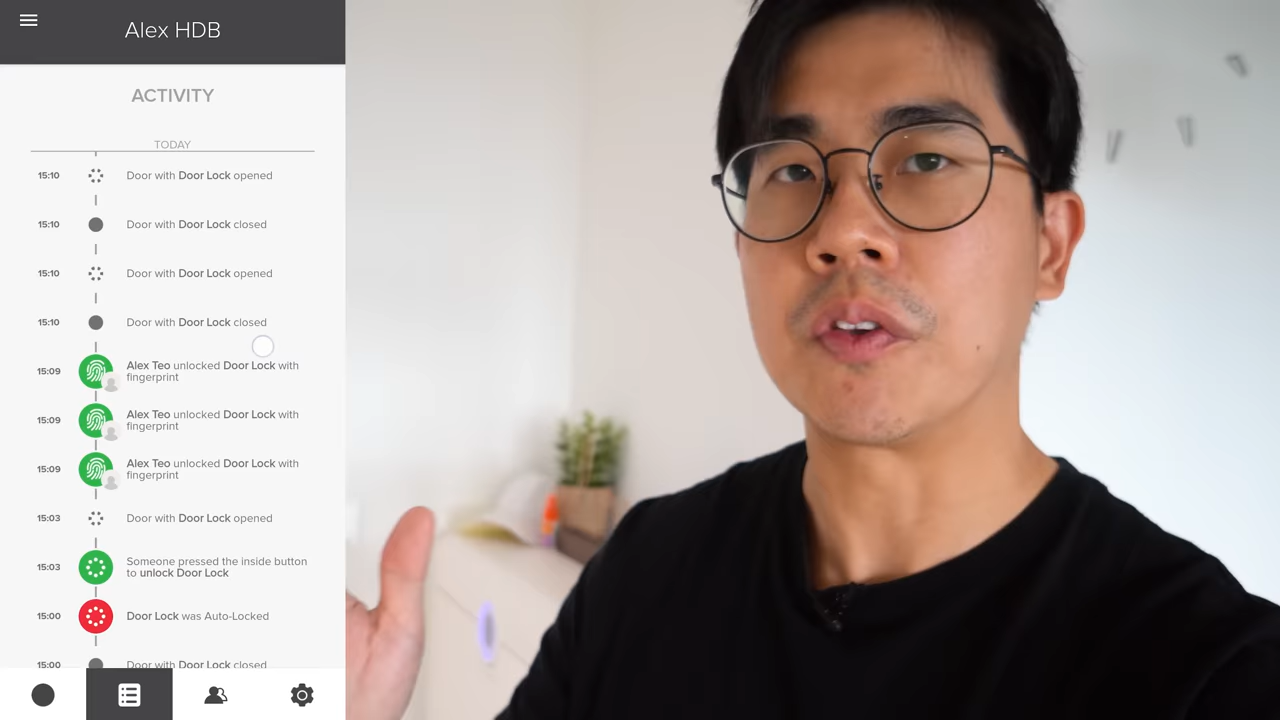 Alex HDB
ACTIVITY
TODAY
15:10 Door with Door Lock opened
15:10 Door with Door Lock closed
15:10 Door with Door Lock opened
15:10 Door with Door Lock closed
15:09 Alex Teo unlocked Door Lock with
fingerprint
15:09 Alex Teo unlocked Door Lock with
fingerprint
15:09 Alex Teo unlocked Door Lock with
fingerprint
15:03 Door with Door Lock opened
15:03 Someone pressed the inside button
to unlock Door Lock
15:00 Door Lock was Auto-Locked
15:00 Door with Door Lock closed